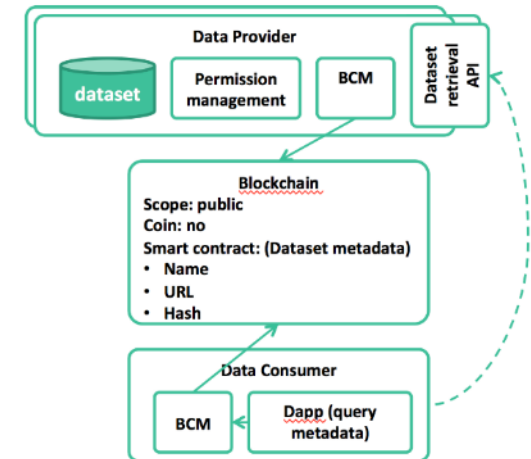 Data Provider
dataset
Permission
management
BCM
Dataset
retrieval
API
Blockchain
Scope: public
Coin: no
Smart contract: (Dataset metadata)
• Name
• URL
• Hash
Data Consumer
BCM
Dapp (query
metadata)